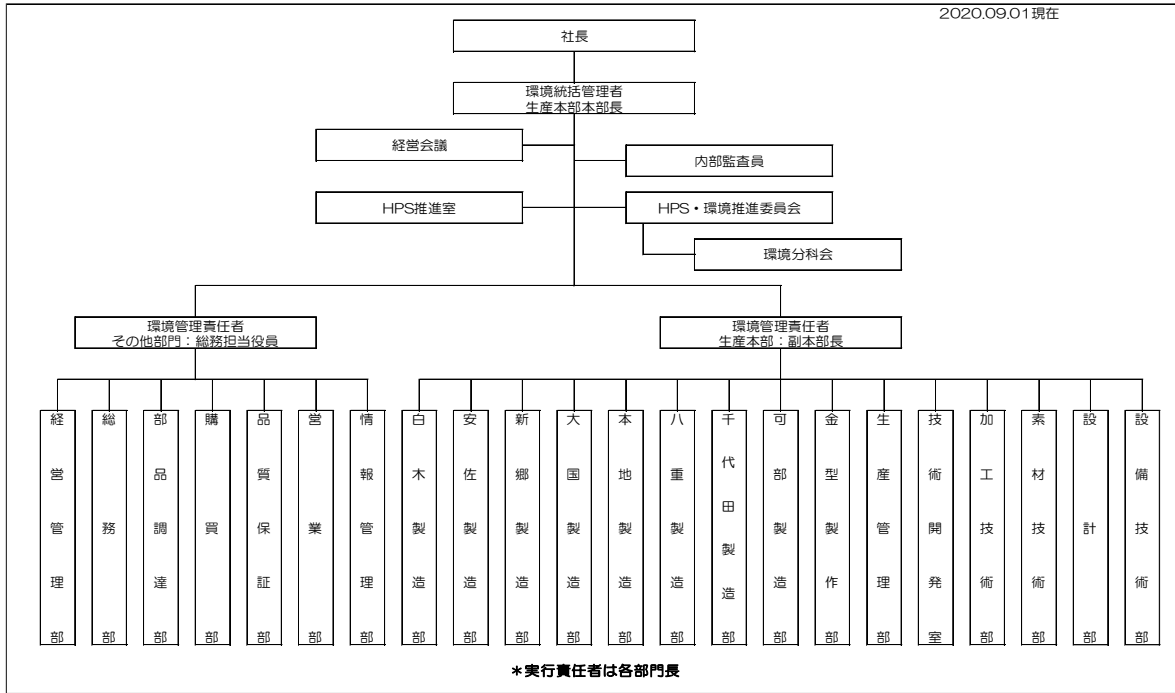 2020.09.01現在
社長
環境統括管理者
生産本部本部長
経営会議
内部監査員
HPS推進室
HPS・環境推進委員会
環境分科会
環境管理責任者
その他部門：総務担当役員
環境管理責任者
生産本部：副本部長
経営管理部
総務部
部品調達部
購買部
品質保証部
営業部
情報管理部
白木製造部
安佐製造部
新郷製造部
大国製造部
本地製造部
八重製造部
千代田製造部
可部製造部
金型製作部
生産管理部
技術開発室
加工技術部
素材技術部
設計部
設備技術部
＊実行責任者は各部門長